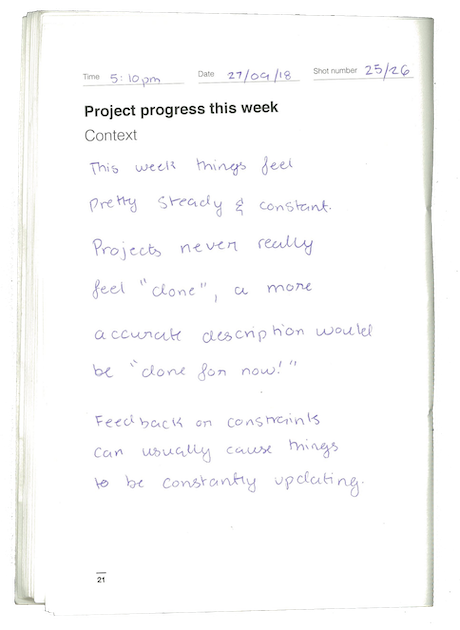 Time 5:10pm Date 27/09/18 Shot number 25/26
Project progress this week
Context
This week things feel
pretty steady & constant.
Projects never really
feel "done", a more
accurate description would
be "done for now!"
Feedback or constraints
can usually cause things
to be constantly updating.
21